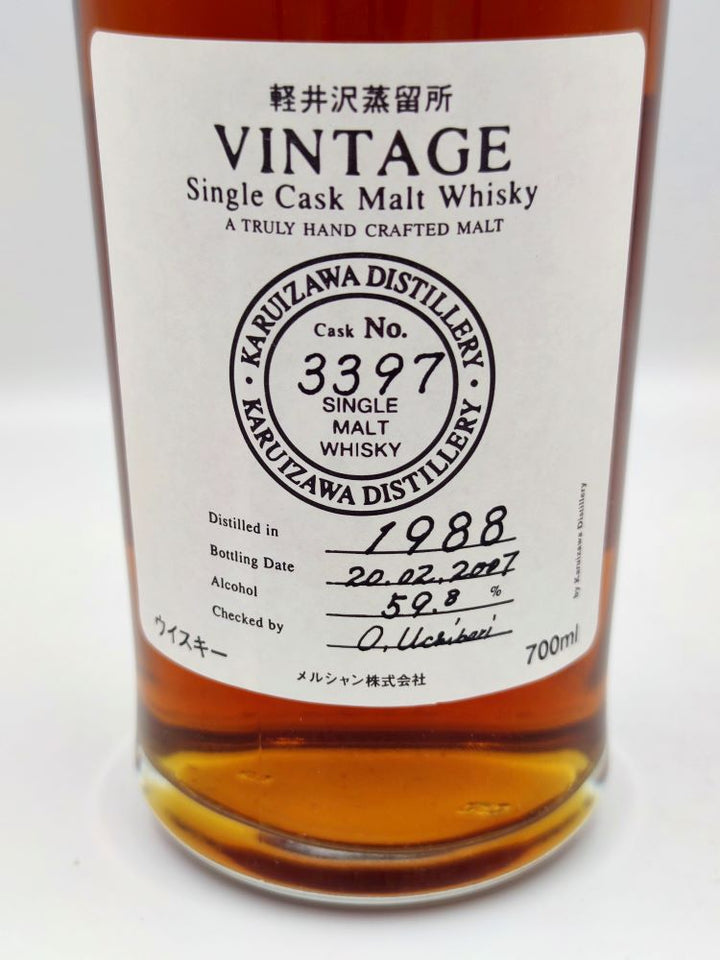 軽井沢蒸留所
VINTAGE
Single Cask Malt Whisky
A TRULY HAND CRAFTED MALT
KARUIZAWA DISTILLERY · KARUIZAWA DISTILLERY ·
Cask No.
3397
SINGLE
MALT
WHISKY
Distilled in 1988
Bottling Date 20.02.2007
Alcohol 59.8 %
Checked by O. Uchibori
by Karuizawa Distillery
ウイスキー
700ml
メルシャン株式会社